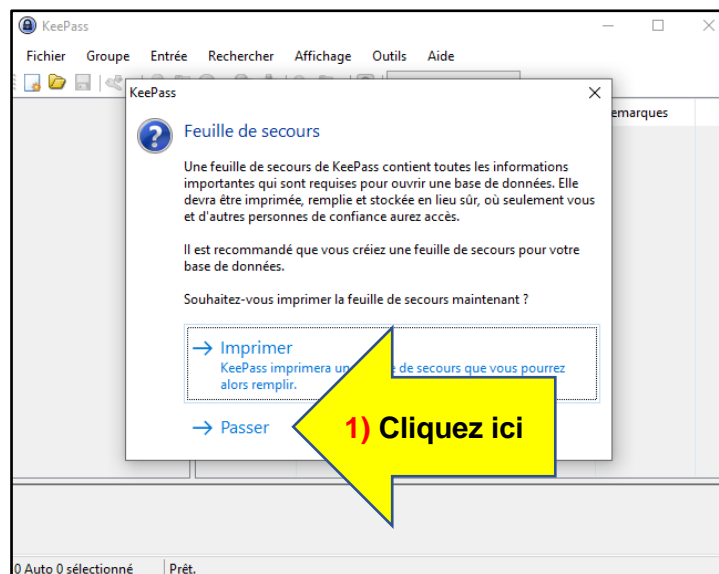 KeePass
Fichier Groupe Entrée Rechercher Affichage Outils Aide
KeePass
emarques
Feuille de secours
Une feuille de secours de KeePass contient toutes les informations
importantes qui sont requises pour ouvrir une base de données. Elle
devra être imprimée, remplie et stockée en lieu sûr, où seulement vous
et d'autres personnes de confiance aurez accès.
Il est recommandé que vous créiez une feuille de secours pour votre
base de données.
Souhaitez-vous imprimer la feuille de secours maintenant ?
Imprimer
KeePass imprimera un de secours que vous pourrez
alors remplir.
Passer
1) Cliquez ici
0 Auto 0 sélectionné Prêt.